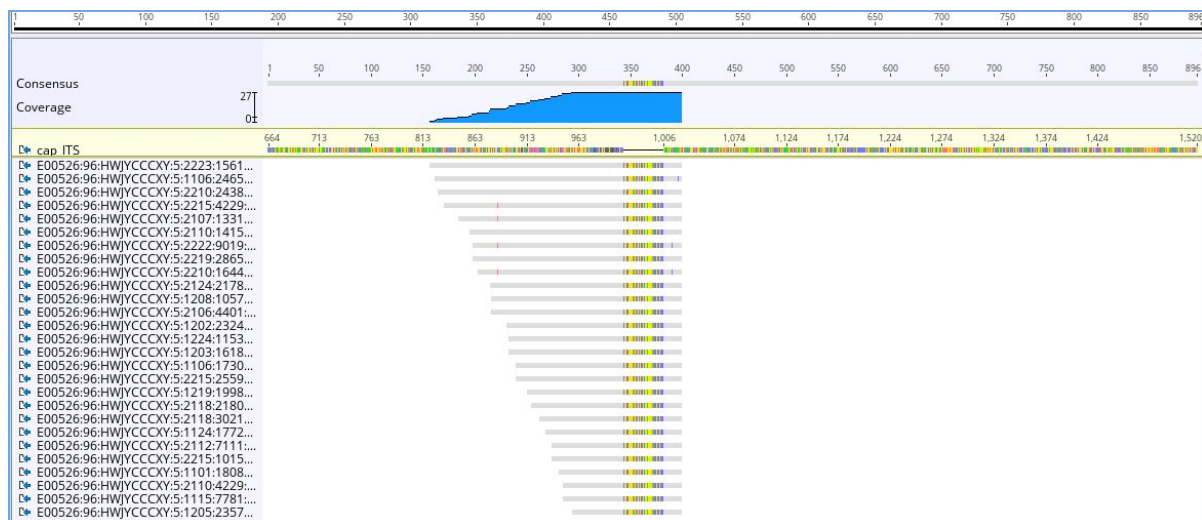 1 50 100 150 200 250 300 350 400 450 500 550 600 650 700 750 800 850 896
1 50 100 150 200 250 300 350 400 450 500 550 600 650 700 750 800 850 896
Consensus
27
Coverage
0
664 713 763 813 863 913 963 1,006 1,074 1,124 1,174 1,224 1,274 1,324 1,374 1,424 1,520
cap_ITS
E00526:96:HWJYCCCXY:5:2223:1561...
E00526:96:HWJYCCCXY:5:1106:2465...
E00526:96:HWJYCCCXY:5:2210:2438...
E00526:96:HWJYCCCXY:5:2215:4229:...
E00526:96:HWJYCCCXY:5:2107:1331...
E00526:96:HWJYCCCXY:5:2110:1415...
E00526:96:HWJYCCCXY:5:2222:9019:...
E00526:96:HWJYCCCXY:5:2219:2865...
E00526:96:HWJYCCCXY:5:2210:1644...
E00526:96:HWJYCCCXY:5:2124:2178...
E00526:96:HWJYCCCXY:5:1208:1057...
E00526:96:HWJYCCCXY:5:2106:4401:...
E00526:96:HWJYCCCXY:5:1202:2324...
E00526:96:HWJYCCCXY:5:1224:1153...
E00526:96:HWJYCCCXY:5:1203:1618...
E00526:96:HWJYCCCXY:5:1106:1730...
E00526:96:HWJYCCCXY:5:2215:2559...
E00526:96:HWJYCCCXY:5:1219:1998...
E00526:96:HWJYCCCXY:5:2118:2180...
E00526:96:HWJYCCCXY:5:2118:3021...
E00526:96:HWJYCCCXY:5:1124:1772...
E00526:96:HWJYCCCXY:5:2112:7111:...
E00526:96:HWJYCCCXY:5:2215:1015...
E00526:96:HWJYCCCXY:5:1101:1808...
E00526:96:HWJYCCCXY:5:2110:4229:...
E00526:96:HWJYCCCXY:5:1115:7781:...
E00526:96:HWJYCCCXY:5:1205:2357...